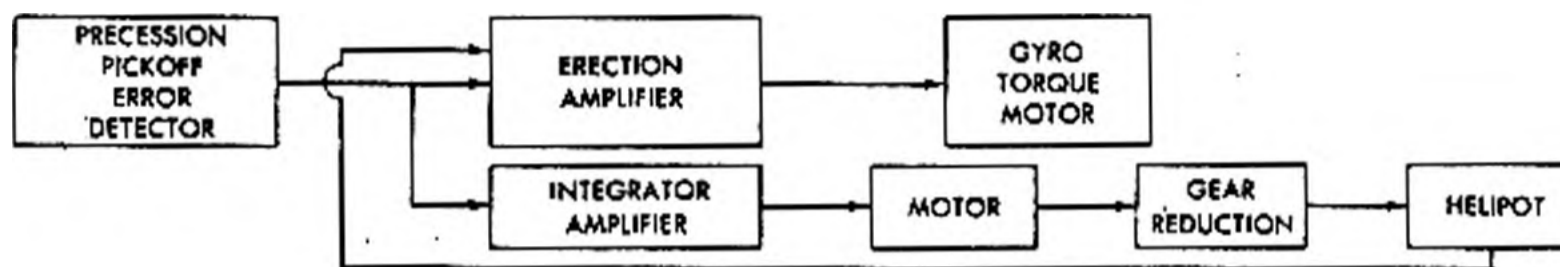 PRECESSION
PICKOFF
ERROR
DETECTOR
ERECTION
AMPLIFIER
GYRO
TORQUE
MOTOR
INTEGRATOR
AMPLIFIER
MOTOR
GEAR
REDUCTION
HELIPOT